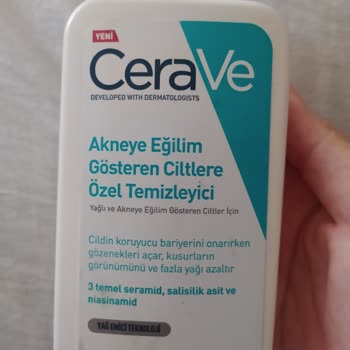 YENİ
CeraVe
DEVELOPED WITH DERMATOLOGISTS
Akneye Eğilim
Gösteren Ciltlere
Özel Temizleyici
Yağlı ve Akneye Eğilim Gösteren Ciltler İçin
Cildin koruyucu bariyerini onarırken
gözenekleri açar, kusurların
görünümünü ve fazla yağı azaltır
3 temel seramid, salisilik asit ve
niasinamid
YAĞ EMİCİ TEKNOLOJİ